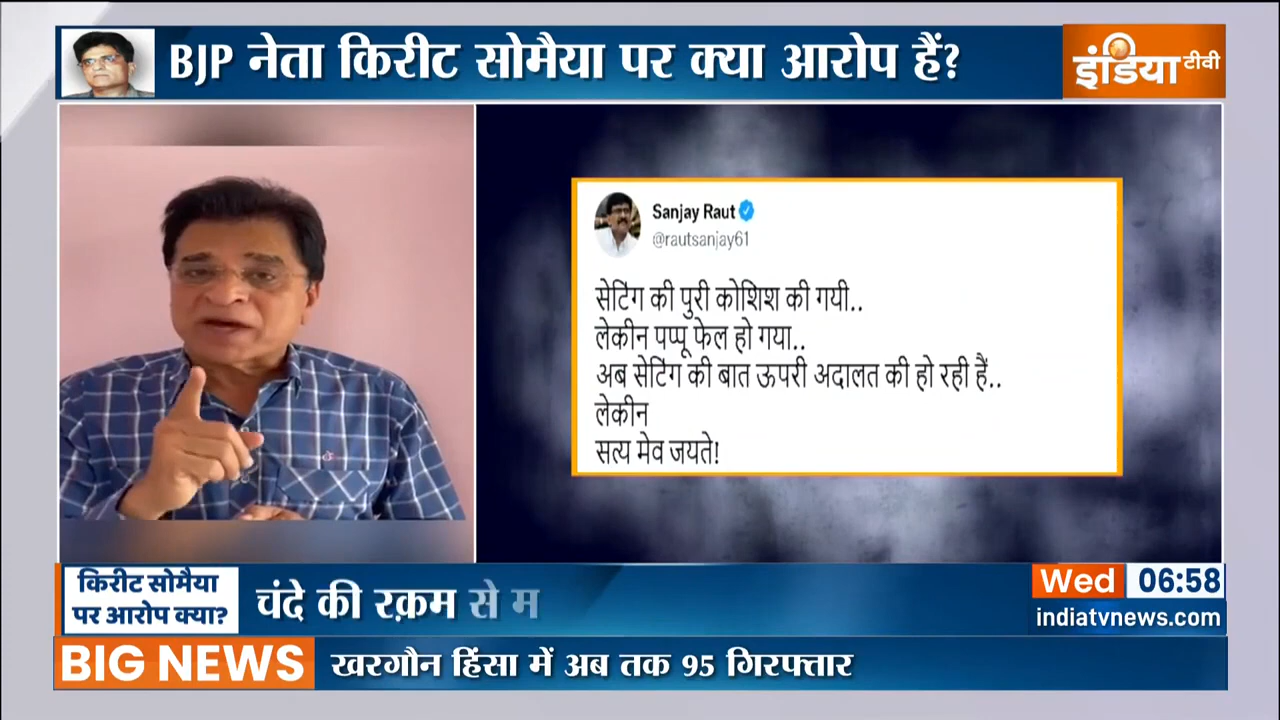 BJP नेता किरीट सोमैया पर क्या आरोप हैं?
इंडिया टीवी
Sanjay Raut
@rautsanjay61
सेटिंग की पुरी कोशिश की गयी..
लेकीन पप्पू फेल हो गया..
अब सेटिंग की बात ऊपरी अदालत की हो रही हैं..
लेकीन
सत्य मेव जयते!
किरीट सोमैया
पर आरोप क्या?
चंदे की रक़म से म
Wed 06:58
indiatvnews.com
BIG NEWS
खरगौन हिंसा में अब तक 95 गिरफ्तार